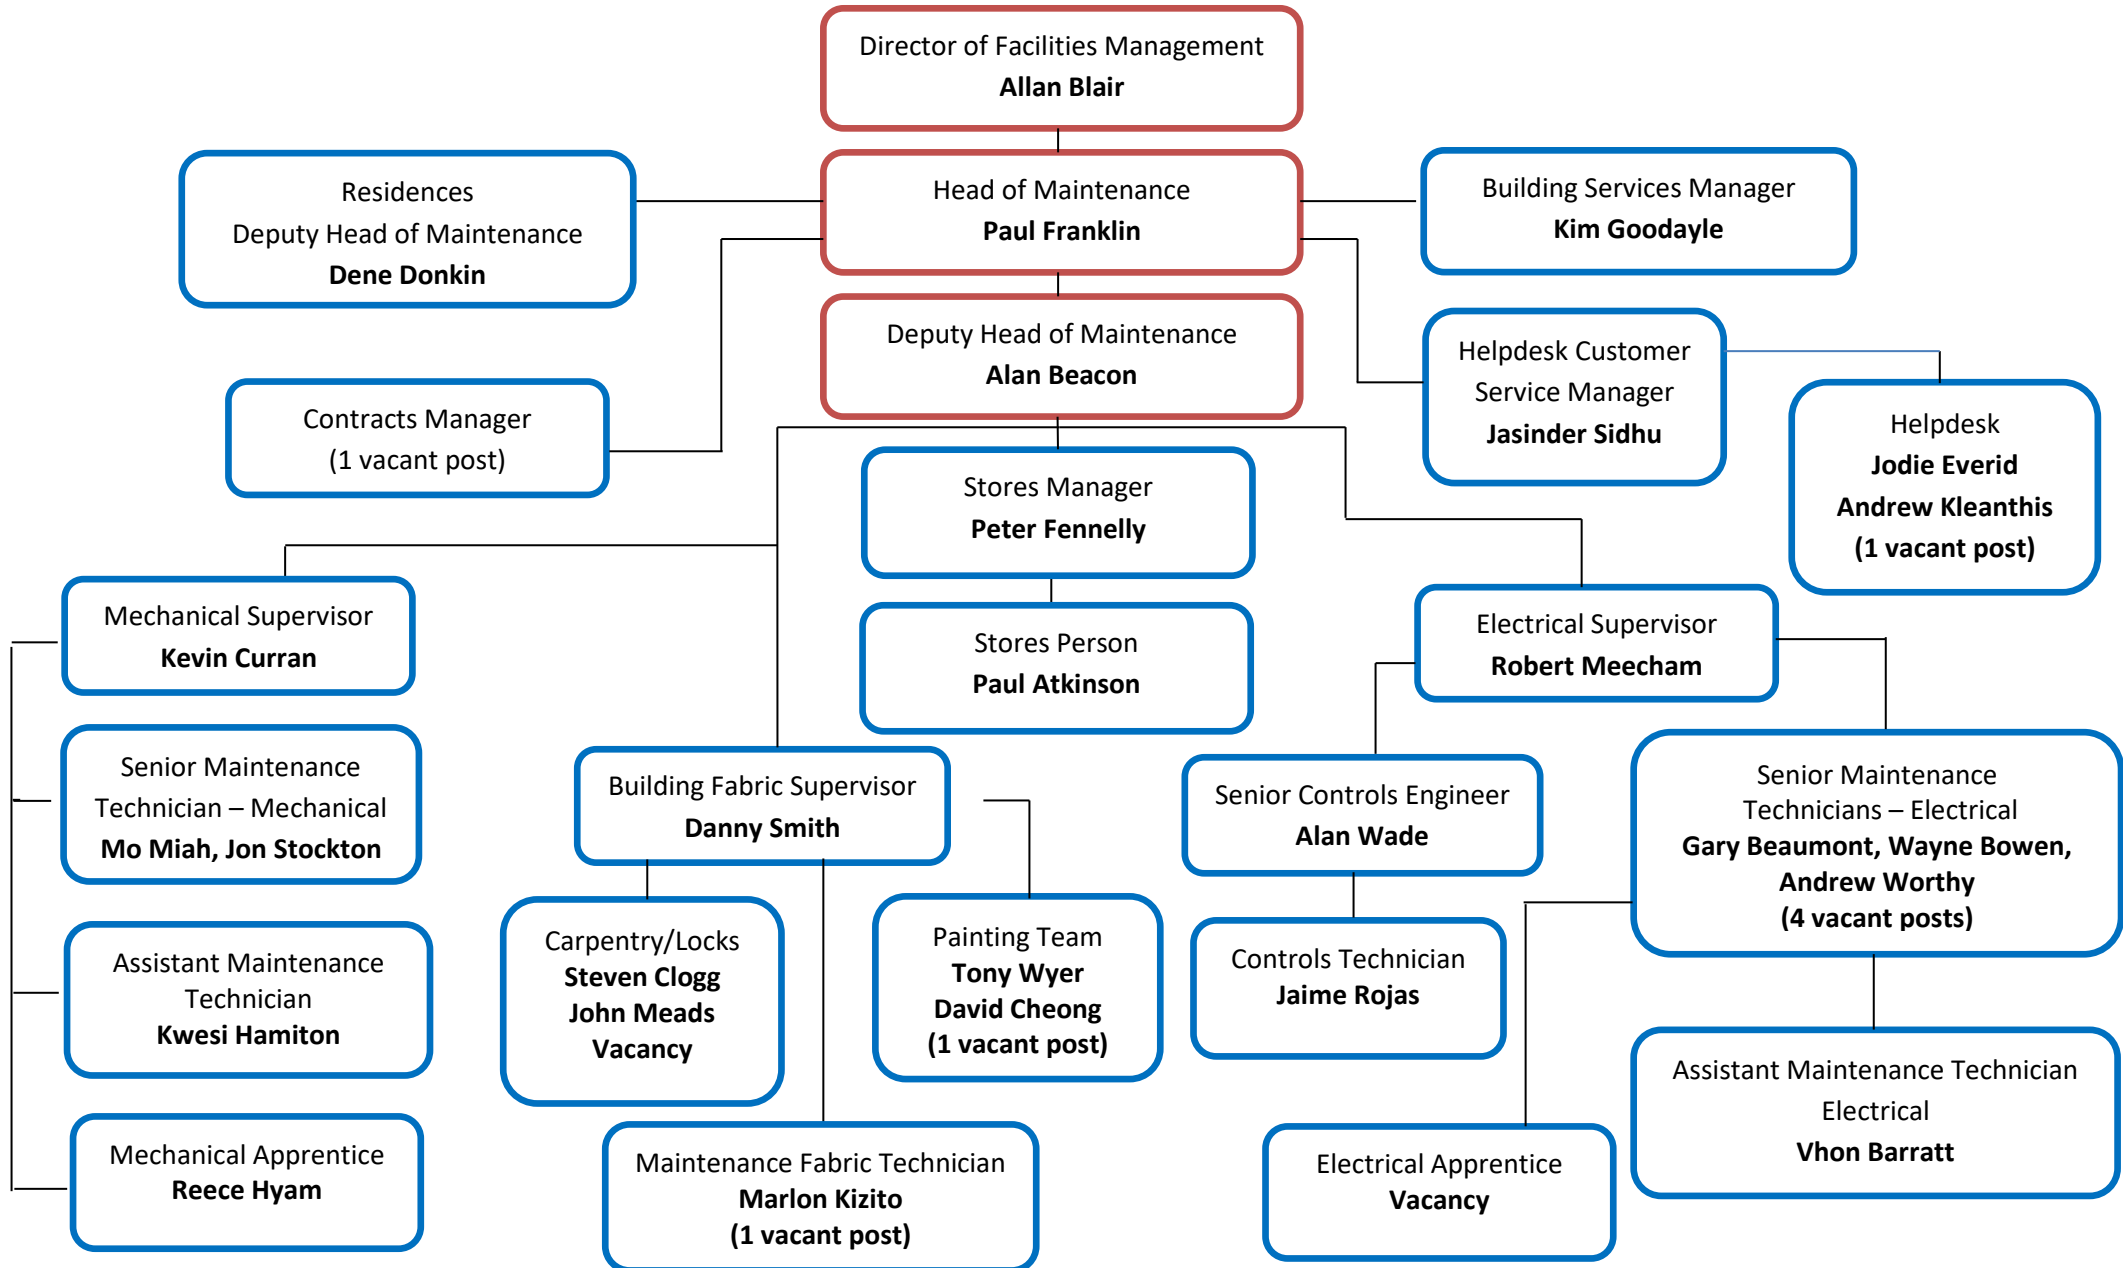 Director of Facilities Management
Allan Blair
Residences
Deputy Head of Maintenance
Dene Donkin
Head of Maintenance
Paul Franklin
Building Services Manager
Kim Goodayle
Deputy Head of Maintenance
Alan Beacon
Helpdesk Customer
Service Manager
Jasinder Sidhu
Contracts Manager
(1 vacant post)
Helpdesk
Jodie Everid
Andrew Kleanthis
(1 vacant post)
Stores Manager
Peter Fennelly
Mechanical Supervisor
Kevin Curran
Stores Person
Paul Atkinson
Electrical Supervisor
Robert Meecham
Senior Maintenance
Technician – Mechanical
Mo Miah, Jon Stockton
Building Fabric Supervisor
Danny Smith
Senior Controls Engineer
Alan Wade
Senior Maintenance
Technicians – Electrical
Gary Beaumont, Wayne Bowen,
Andrew Worthy
(4 vacant posts)
Assistant Maintenance
Technician
Kwesi Hamiton
Carpentry/Locks
Steven Clogg
John Meads
Vacancy
Painting Team
Tony Wyer
David Cheong
(1 vacant post)
Controls Technician
Jaime Rojas
Assistant Maintenance Technician
Electrical
Vhon Barratt
Mechanical Apprentice
Reece Hyam
Maintenance Fabric Technician
Marlon Kizito
(1 vacant post)
Electrical Apprentice
Vacancy